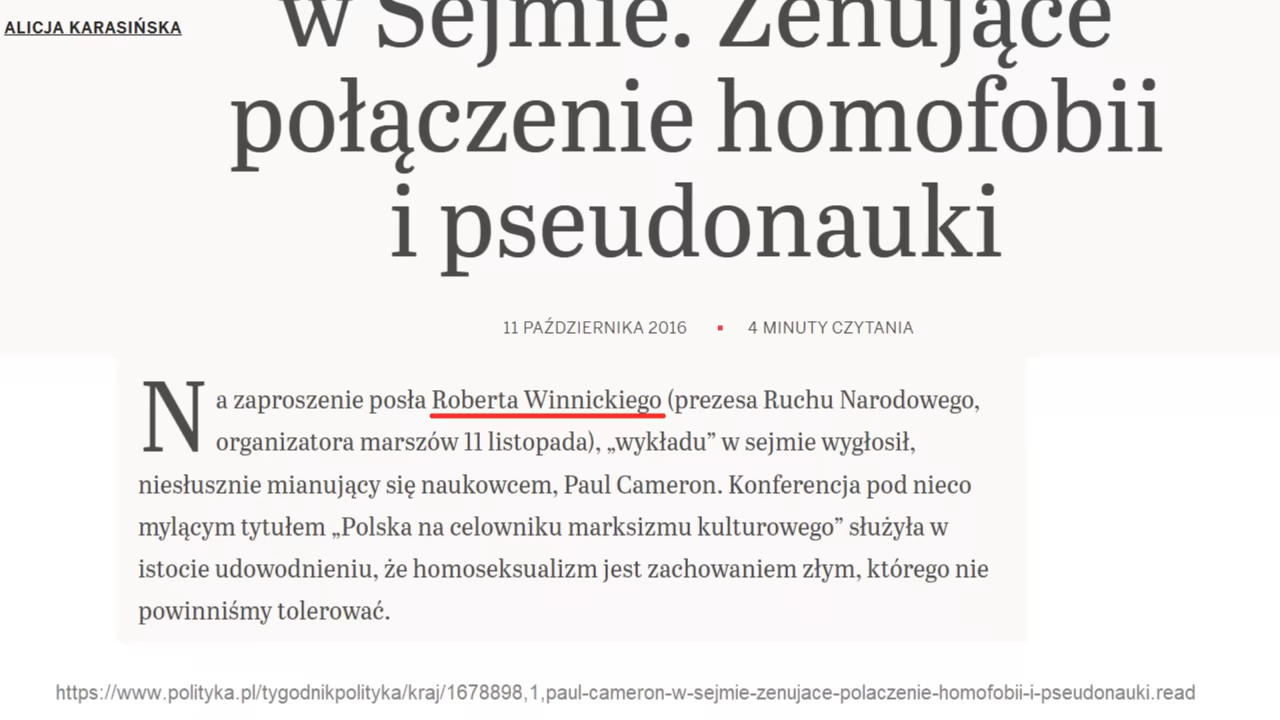 ALICJA KARASIŃSKA
w Sejmie. Żenujące
połączenie homofobii
i pseudonauki
11 PAŹDZIERNIKA 2016 ▪ 4 MINUTY CZYTANIA
Na zaproszenie posła Roberta Winnickiego (prezesa Ruchu Narodowego,
organizatora marszów 11 listopada), „wykładu” w sejmie wygłosił,
niesłusznie mianujący się naukowcem, Paul Cameron. Konferencja pod nieco
mylącym tytułem „Polska na celowniku marksizmu kulturowego” służyła w
istocie udowodnieniu, że homoseksualizm jest zachowaniem złym, którego nie
powinniśmy tolerować.
https://www.polityka.pl/tygodnikpolityka/kraj/1678898,1,paul-cameron-w-sejmie-zenujace-polaczenie-homofobii-i-pseudonauki.read